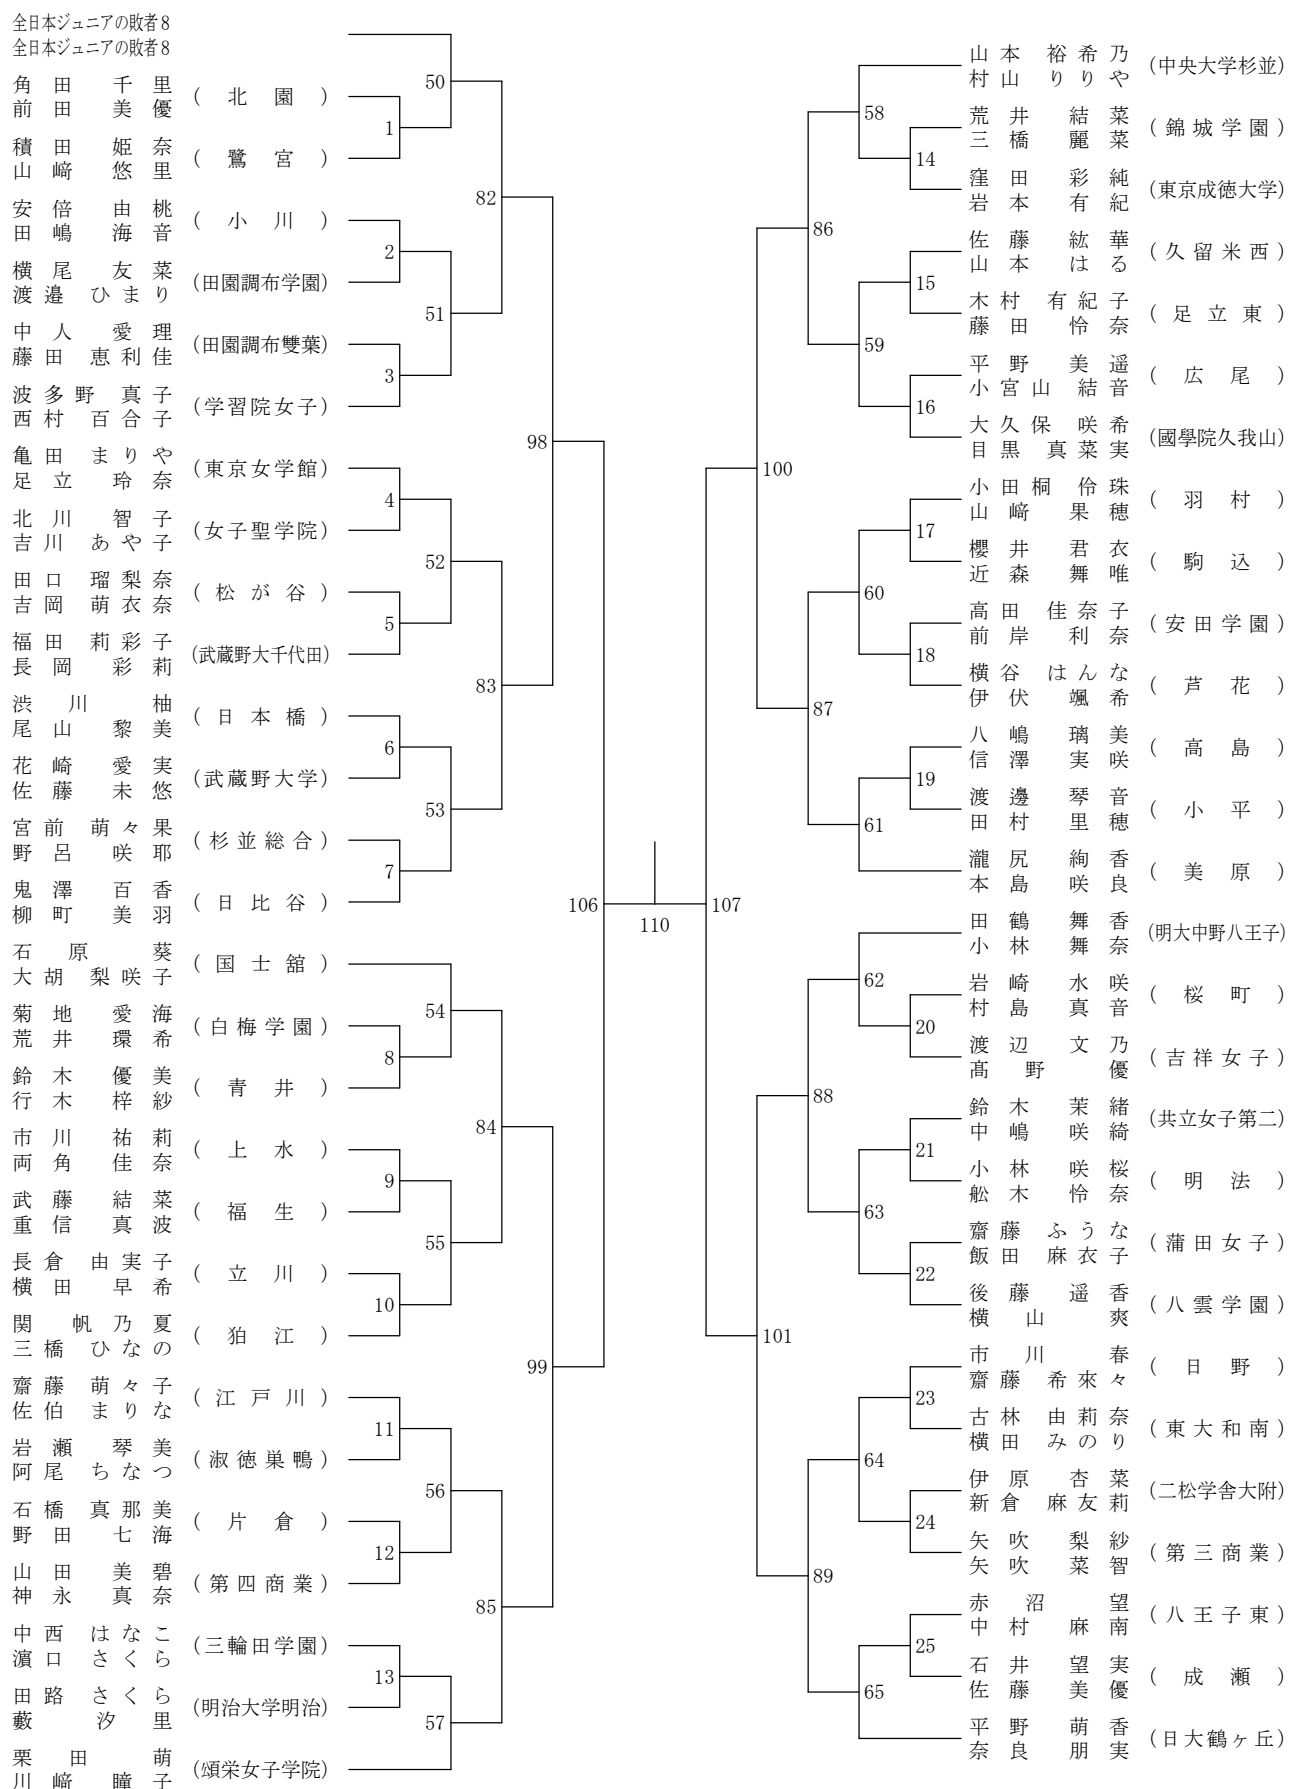 全日本ジュニアの敗者8
全日本ジュニアの敗者8
角田 千里
前田 美優
(北園)
積田 姫奈
山﨑 悠里
(鷺宮)
安倍 由桃
田嶋 海音
(小川)
横尾 友菜
渡邉 ひまり
(田園調布学園)
中人 愛理
藤田 恵利佳
(田園調布雙葉)
波多野 真子
西村 百合子
(学習院女子)
亀田 まりや
足立 玲奈
(東京女学館)
北川 智子
吉川 あや子
(女子聖学院)
田口 瑠梨奈
吉岡 萌衣奈
(松が谷)
福田 莉彩子
長岡 彩莉
(武蔵野大千代田)
渋川 柚
尾山 黎美
(日本橋)
花崎 愛実
佐藤 未悠
(武蔵野大学)
宮前 萌々果
野呂 咲耶
(杉並総合)
鬼澤 百香
柳町 美羽
(日比谷)
石原 葵
大胡 梨咲子
(国士舘)
菊地 愛海
荒井 環希
(白梅学園)
鈴木 優美
行木 梓紗
(青井)
市川 祐莉
両角 佳奈
(上水)
武藤 結菜
重信 真波
(福生)
長倉 由実子
横田 早希
(立川)
関 帆乃夏
三橋 ひなの
(狛江)
齋藤 萌々子
佐伯 まりな
(江戸川)
岩瀬 琴美
阿尾 ちなつ
(淑徳巣鴨)
石橋 真那美
野田 七海
(片倉)
山田 美碧
神永 真奈
(第四商業)
中西 はなこ
濵口 さくら
(三輪田学園)
田路 さくら
藪 汐里
(明治大学明治)
栗田 萌
川﨑 瞳子
(頌栄女子学院)
1
2
3
4
5
6
7
8
9
10
11
12
13
50
51
52
53
54
55
56
57
82
83
84
85
98
99
106
110
107
100
101
86
87
88
89
58
59
60
61
62
63
64
65
14
15
16
17
18
19
20
21
22
23
24
25
山本 裕希乃
村山 りりや
(中央大学杉並)
荒井 結菜
三橋 麗菜
(錦城学園)
窪田 彩純
岩本 有紀
(東京成徳大学)
佐藤 紘華
山本 はる
(久留米西)
木村 有紀子
藤田 怜奈
(足立東)
平野 美遥
小宮山 結音
(広尾)
大久保 咲希
目黒 真菜実
(國學院久我山)
小田桐 伶珠
山﨑 果穂
(羽村)
櫻井 君衣
近森 舞唯
(駒込)
高田 佳奈子
前岸 利奈
(安田学園)
横谷 はんな
伊伏 颯希
(芦花)
八嶋 璃美
信澤 実咲
(高島)
渡邊 琴音
田村 里穂
(小平)
瀧尻 絢香
本島 咲良
(美原)
田鶴 舞香
小林 舞奈
(明大中野八王子)
岩崎 水咲
村島 真音
(桜町)
渡辺 文乃
髙野 優
(吉祥女子)
鈴木 茉緒
中嶋 咲綺
(共立女子第二)
小林 咲桜
舩木 怜奈
(明法)
齋藤 ふうな
飯田 麻衣子
(蒲田女子)
後藤 遥香
横山 爽
(八雲学園)
市川 春
齋藤 希來々
(日野)
古林 由莉奈
横田 みのり
(東大和南)
伊原 杏菜
新倉 麻友莉
(二松学舎大附)
矢吹 梨紗
矢吹 菜智
(第三商業)
赤沼 望
中村 麻南
(八王子東)
石井 望実
佐藤 美優
(成瀬)
平野 萌香
奈良 朋実
(日大鶴ヶ丘)